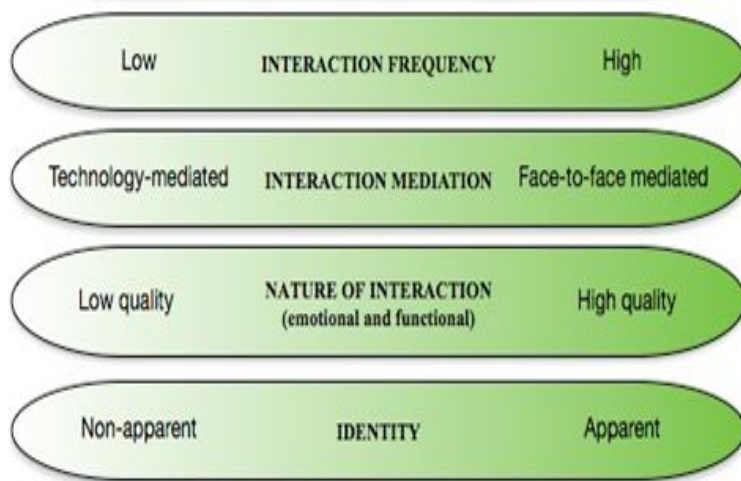 Low INTERACTION FREQUENCY High
Technology-mediated INTERACTION MEDIATION Face-to-face mediated
Low quality NATURE OF INTERACTION High quality
(emotional and functional)
Non-apparent IDENTITY Apparent